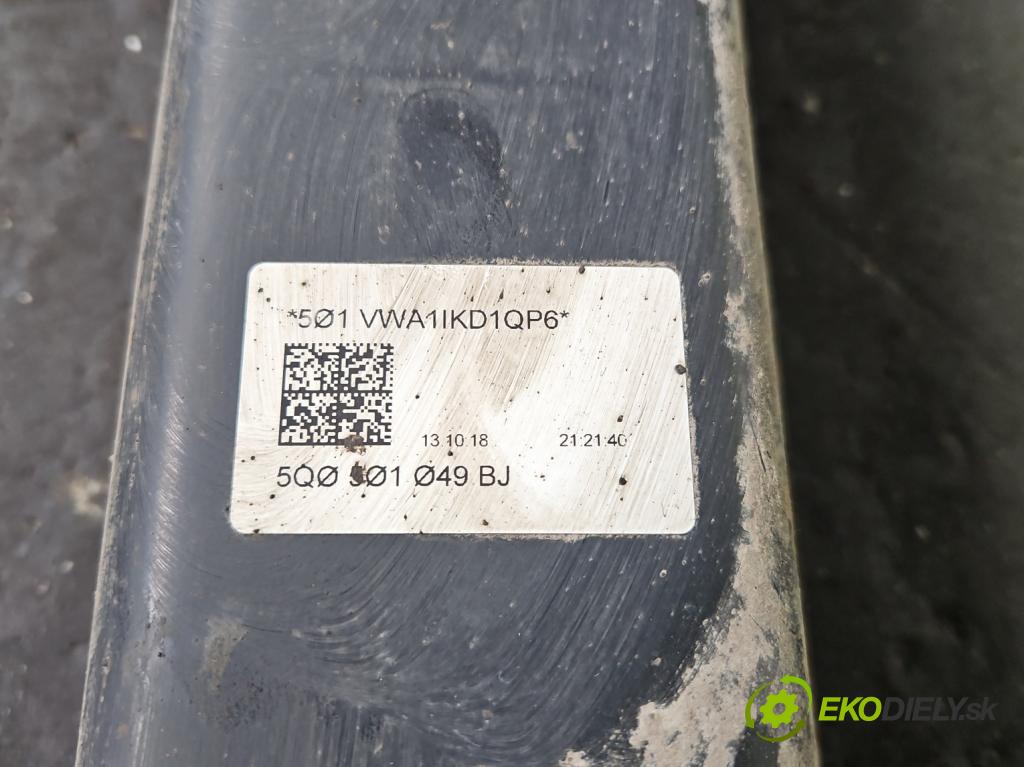 *5Ø1 VWA1IKD1QP6*
13.10.18 21:21:40
5QØ 5Ø1 Ø49 BJ
EKODIELY.sk